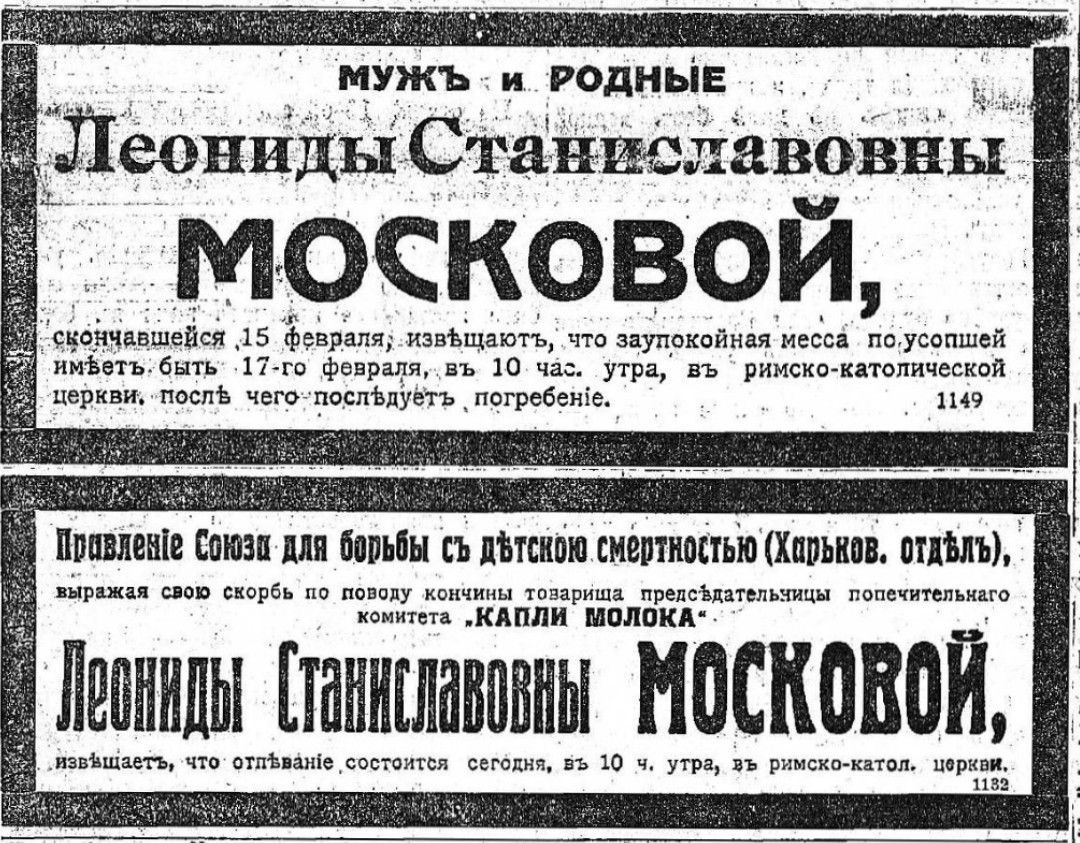 МУЖЪ и РОДНЫЕ
Леониды Станиславовны
МОСКОВОЙ,
скончавшейся 15 февраля, извѣщаютъ, что заупокойная месса по усопшей
имѣетъ быть 17-го февраля, въ 10 час. утра, въ римско-католической
церкви, послѣ чего послѣдуетъ погребеніе. 1149
Правленіе Союза для борьбы съ дѣтскою смертностью (Харьков. отдѣлъ),
выражая свою скорбь по поводу кончины товарища предсѣдательницы попечительнаго
комитета „КАПЛИ МОЛОКА“
Леониды Станиславовны МОСКОВОЙ,
извѣщаетъ, что отпѣваніе состоится сегодня, въ 10 ч. утра, въ римско-катол. церкви.
1132